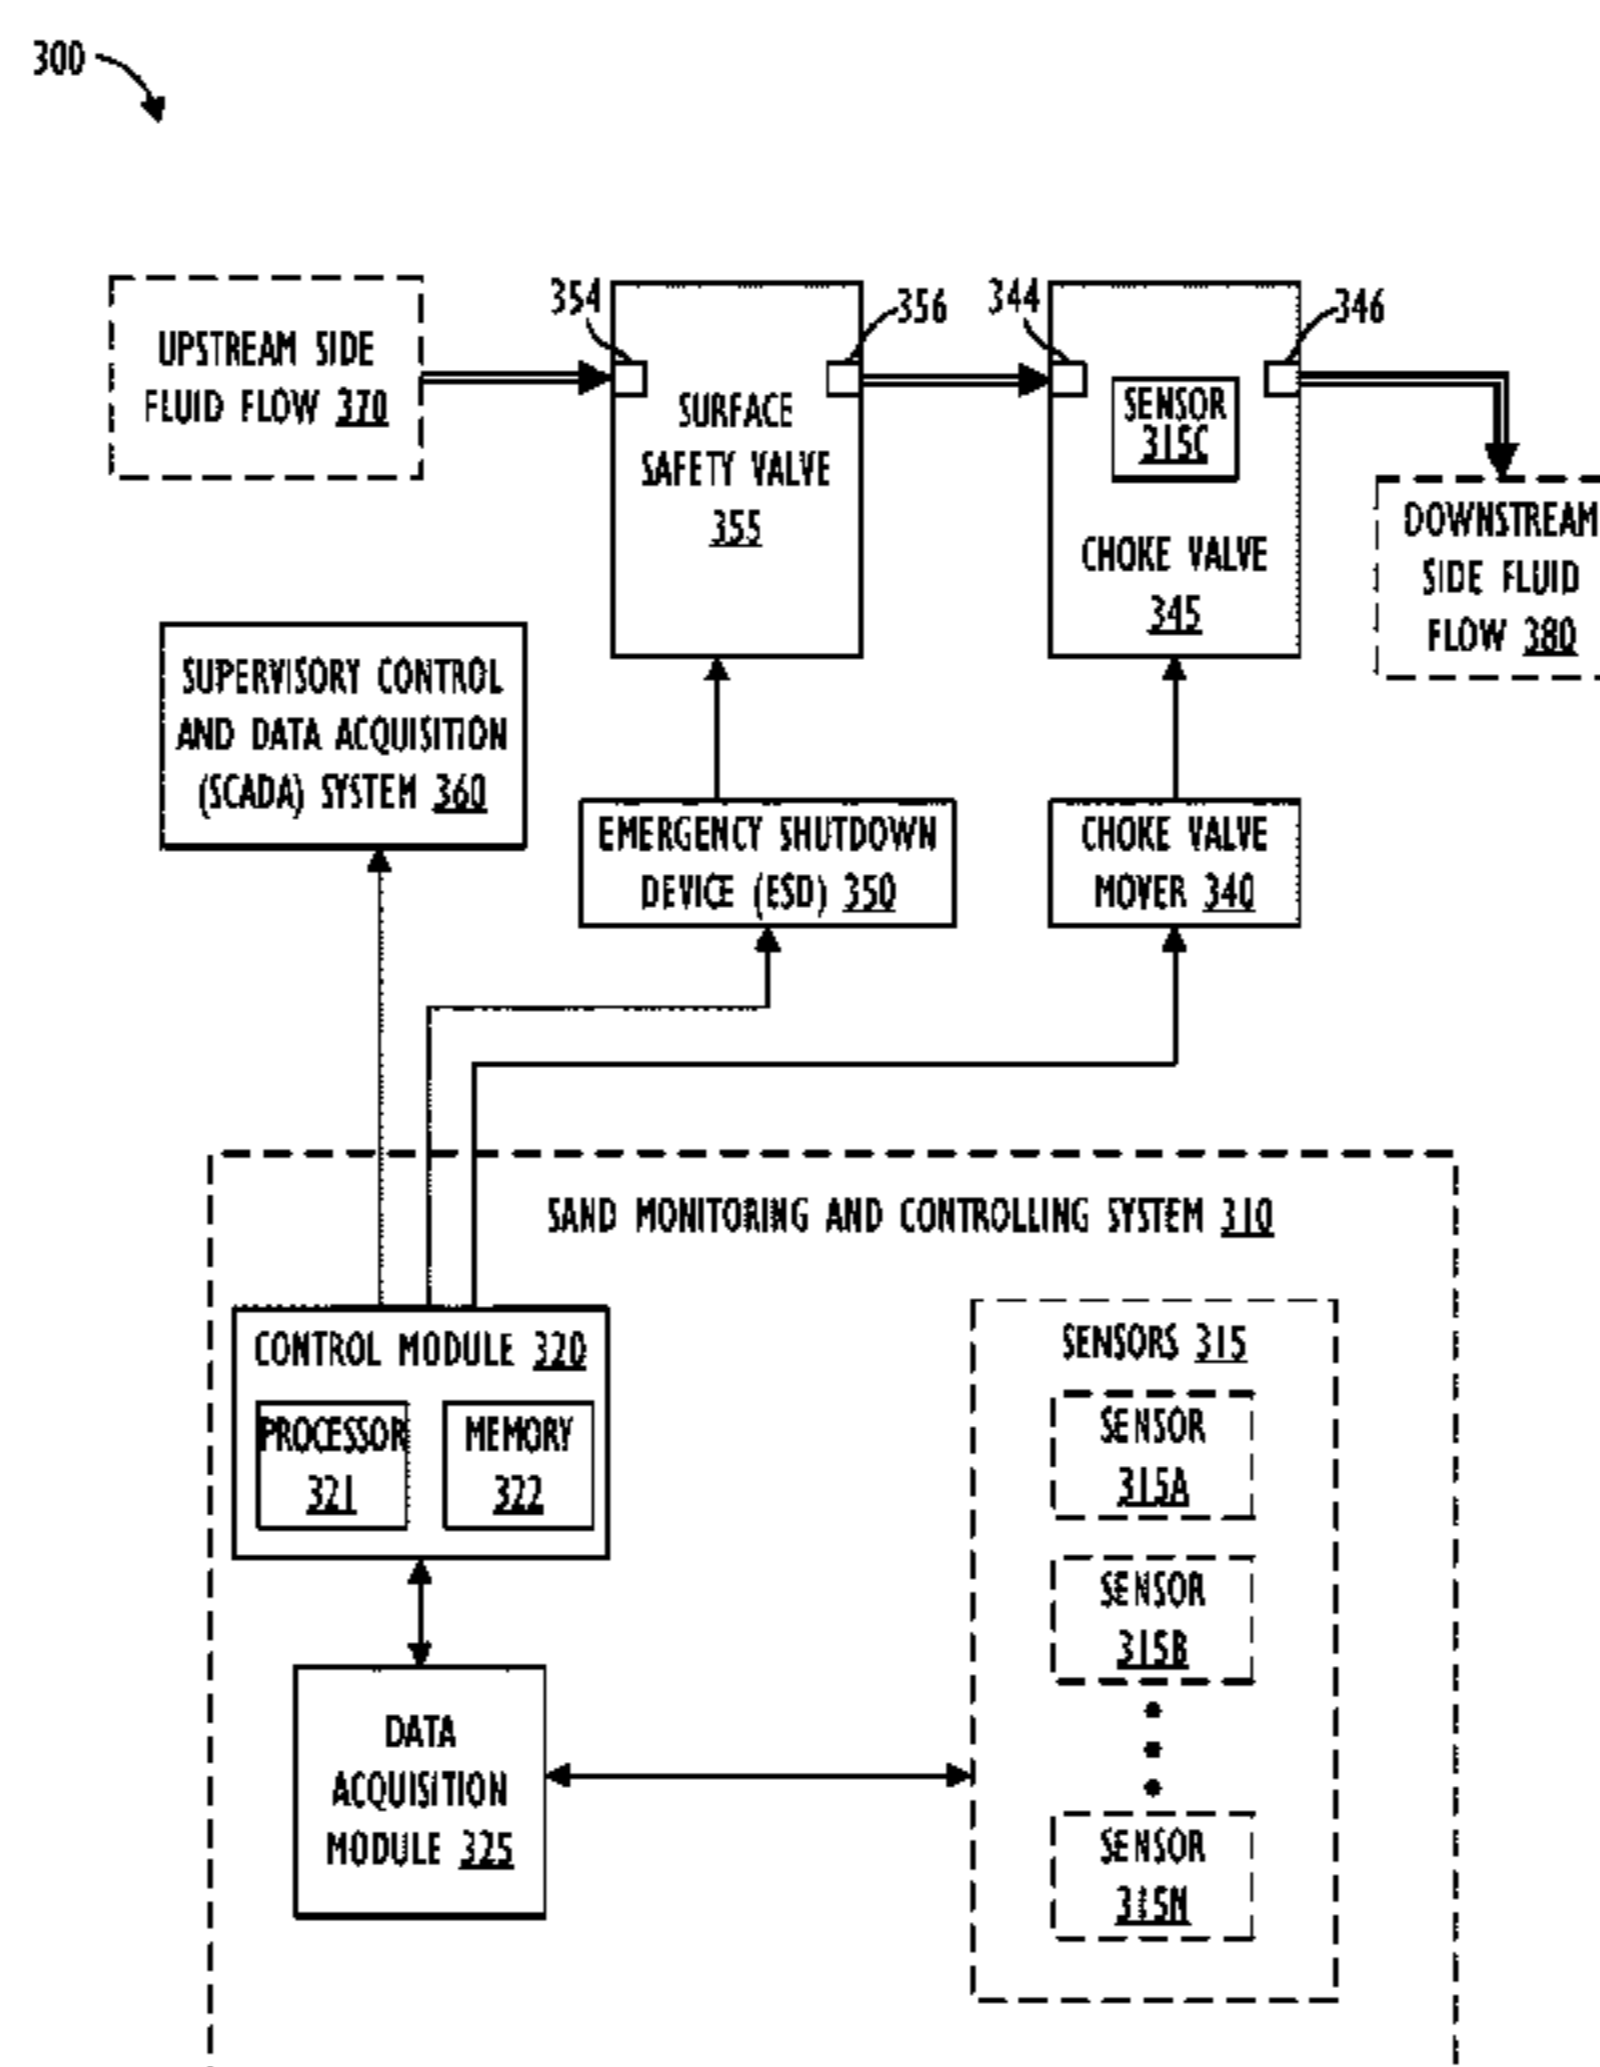 300
UPSTREAM SIDE
FLUID FLOW 370
354
356
SURFACE
SAFETY VALVE
355
344
346
SENSOR
315C
CHOKE VALVE
345
DOWNSTREAM
SIDE FLUID
FLOW 380
SUPERVISORY CONTROL
AND DATA ACQUISITION
(SCADA) SYSTEM 360
EMERGENCY SHUTDOWN
DEVICE (ESD) 350
CHOKE VALVE
MOVER 340
SAND MONITORING AND CONTROLLING SYSTEM 310
CONTROL MODULE 320
PROCESSOR
321
MEMORY
322
SENSORS 315
SENSOR
315A
SENSOR
315B
SENSOR
315N
DATA
ACQUISITION
MODULE 325